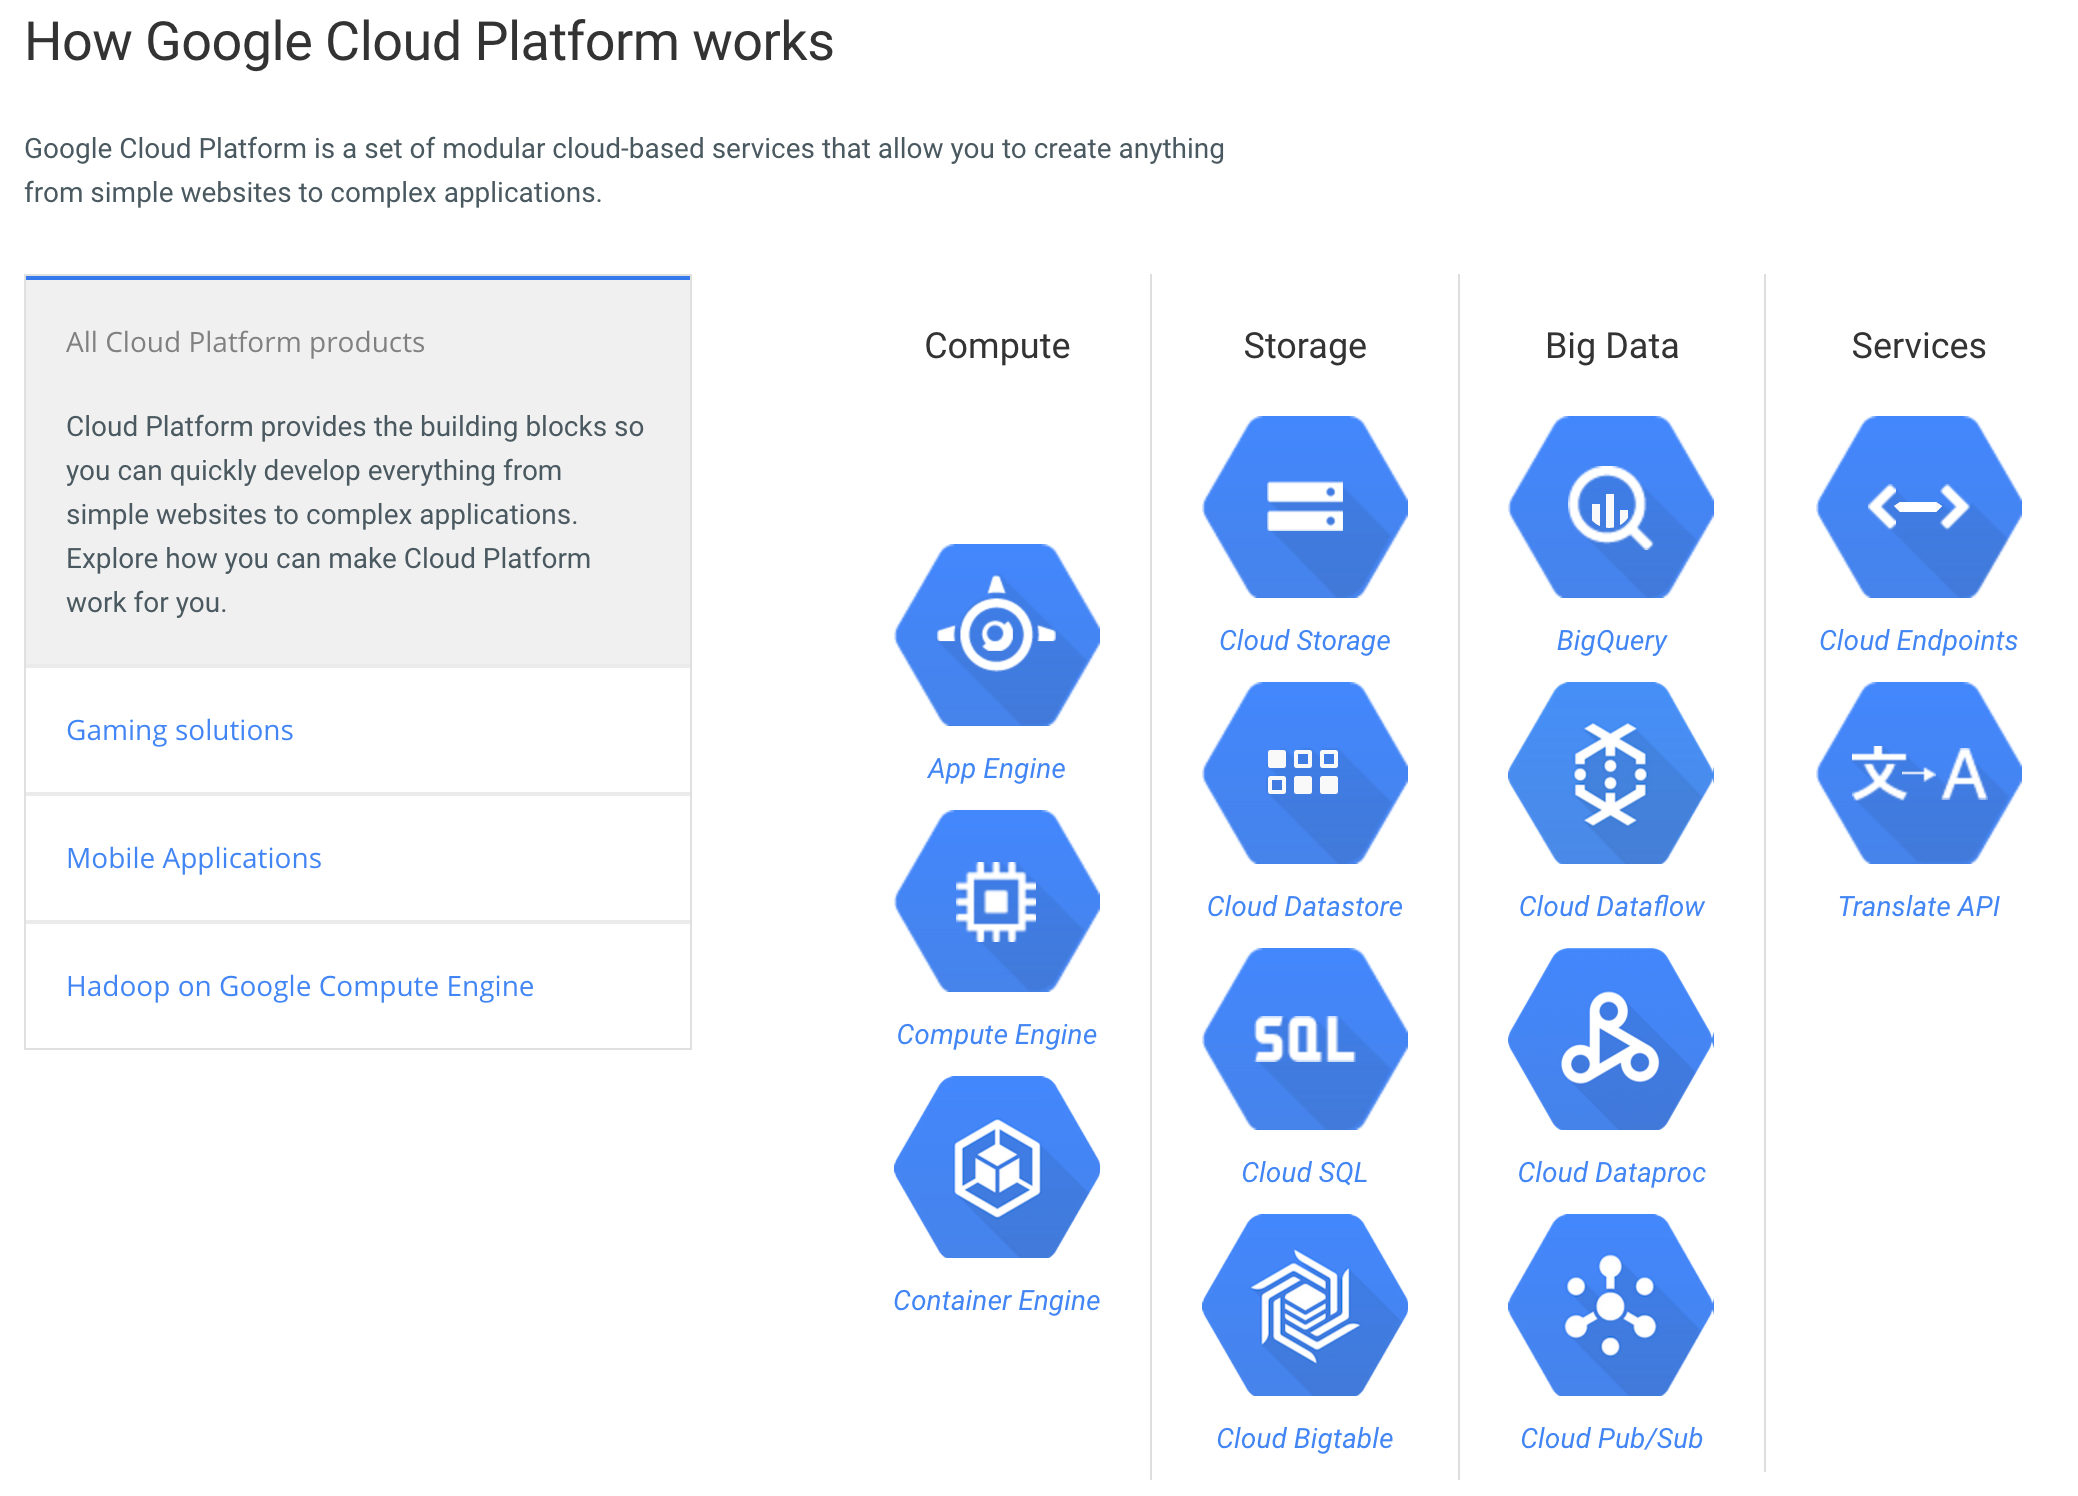 How Google Cloud Platform works
Google Cloud Platform is a set of modular cloud-based services that allow you to create anything
from simple websites to complex applications.
All Cloud Platform products
Cloud Platform provides the building blocks so
you can quickly develop everything from
simple websites to complex applications.
Explore how you can make Cloud Platform
work for you.
Gaming solutions
Mobile Applications
Hadoop on Google Compute Engine
Compute
App Engine
Compute Engine
Container Engine
Storage
Cloud Storage
Cloud Datastore
SQL
Cloud SQL
Cloud Bigtable
Big Data
BigQuery
Cloud Dataflow
Cloud Dataproc
Cloud Pub/Sub
Services
Cloud Endpoints
文→A
Translate API